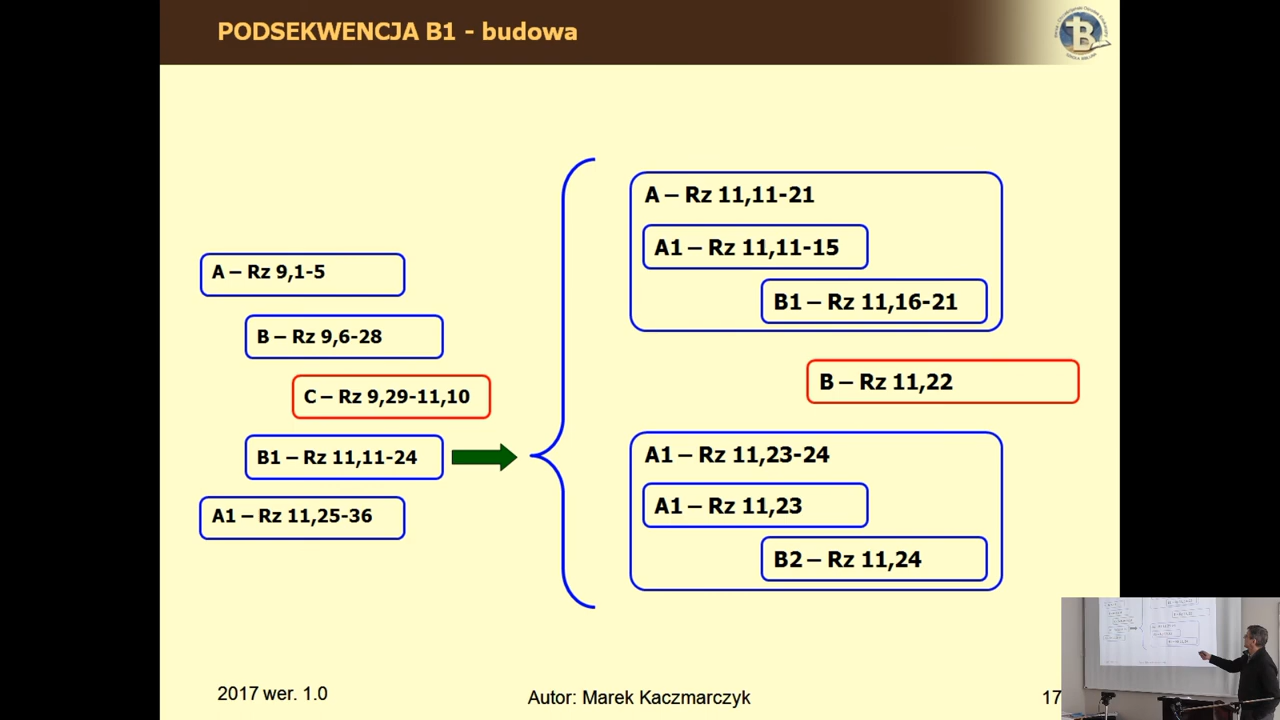 PODSEKWENCJA B1 - budowa
A – Rz 9,1-5
B – Rz 9,6-28
C – Rz 9,29-11,10
B1 – Rz 11,11-24
A1 – Rz 11,25-36
A – Rz 11,11-21
A1 – Rz 11,11-15
B1 – Rz 11,16-21
B – Rz 11,22
A1 – Rz 11,23-24
A1 – Rz 11,23
B2 – Rz 11,24
2017 wer. 1.0
Autor: Marek Kaczmarczyk
17